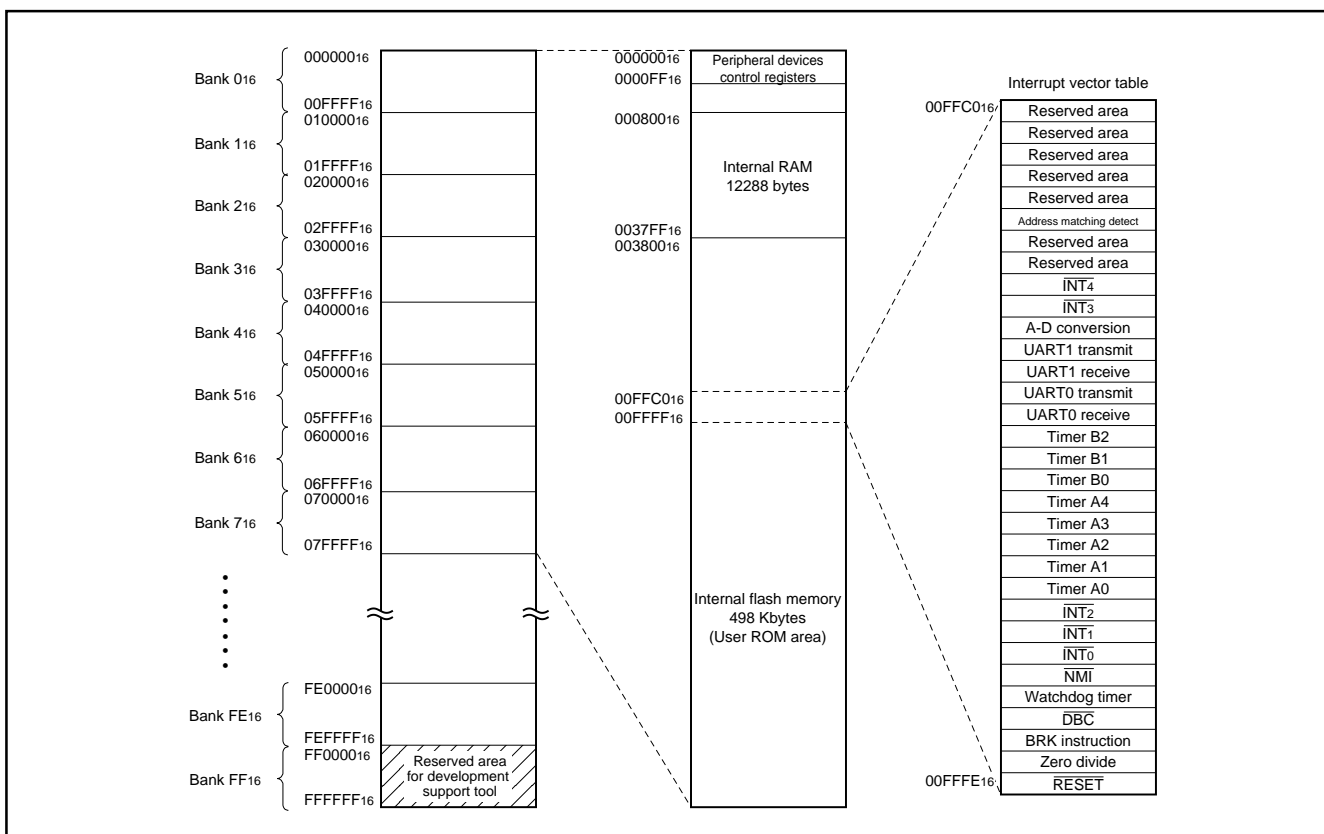 Bank 016
Bank 116
Bank 216
Bank 316
Bank 416
Bank 516
Bank 616
Bank 716
Bank FE16
Bank FF16
00000016
00FFFF16
01000016
01FFFF16
02000016
02FFFF16
03000016
03FFFF16
04000016
04FFFF16
05000016
05FFFF16
06000016
06FFFF16
07000016
07FFFF16
FE000016
FEFFFF16
FF000016
FFFFFF16
Reserved area
for development
support tool
00000016
0000FF16
00080016
0037FF16
00380016
00FFC016
00FFFF16
Peripheral devices
control registers
Internal RAM
12288 bytes
Internal flash memory
498 Kbytes
(User ROM area)
Interrupt vector table
00FFC016
00FFFE16
Reserved area
Reserved area
Reserved area
Reserved area
Reserved area
Address matching detect
Reserved area
Reserved area
INT4
INT3
A-D conversion
UART1 transmit
UART1 receive
UART0 transmit
UART0 receive
Timer B2
Timer B1
Timer B0
Timer A4
Timer A3
Timer A2
Timer A1
Timer A0
INT2
INT1
INT0
NMI
Watchdog timer
DBC
BRK instruction
Zero divide
RESET